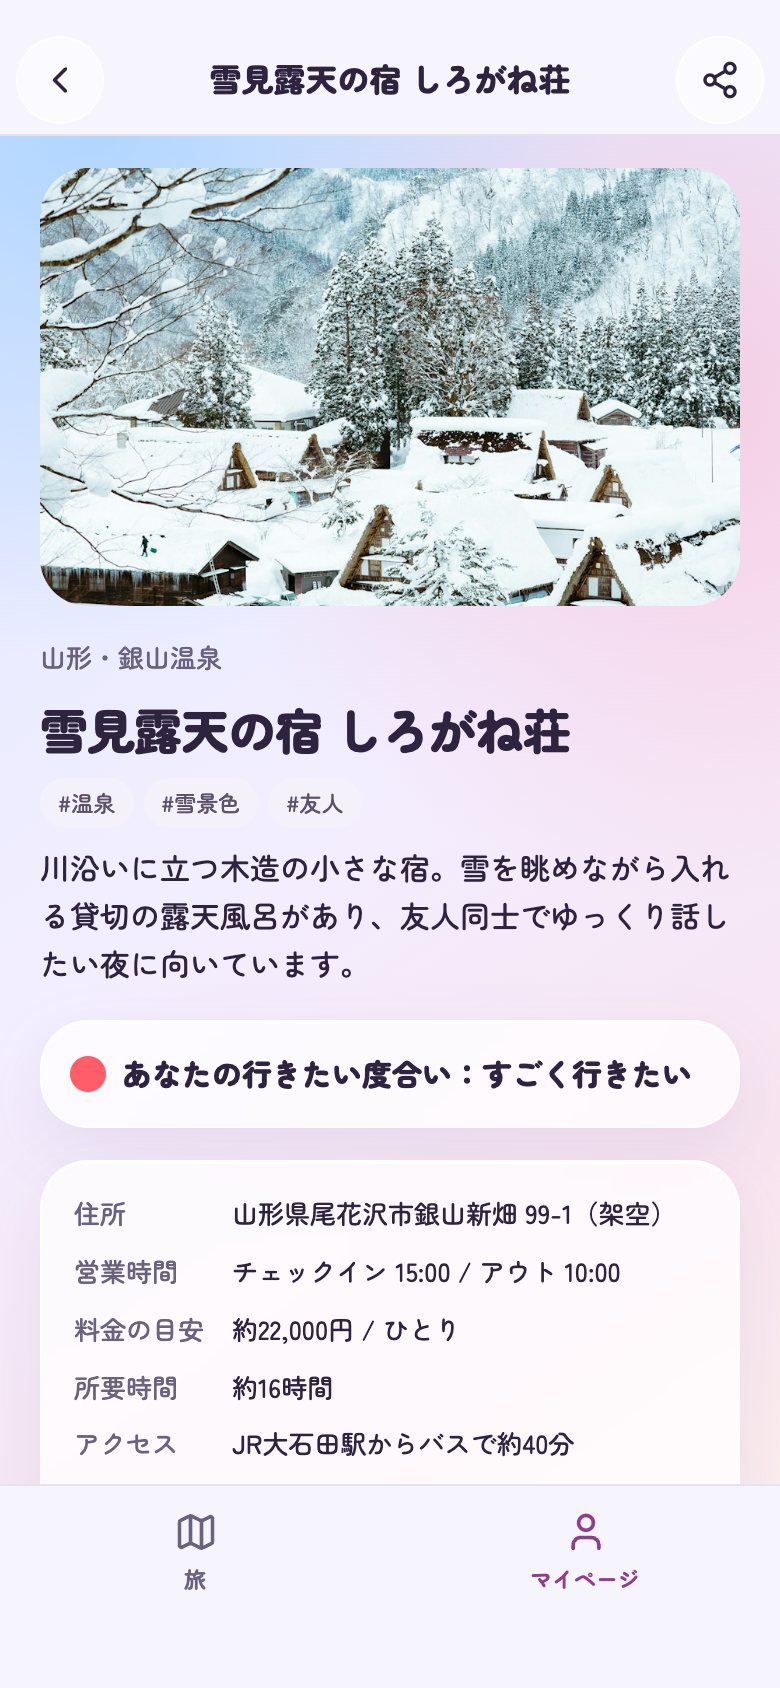 雪見露天の宿 しろがね荘
山形・銀山温泉
雪見露天の宿 しろがね荘
#温泉 #雪景色 #友人
川沿いに立つ木造の小さな宿。雪を眺めながら入れ
る貸切の露天風呂があり、友人同士でゆっくり話し
たい夜に向いています。
あなたの行きたい度合い：すごく行きたい
住所 山形県尾花沢市銀山新畑 99-1（架空）
営業時間 チェックイン 15:00 / アウト 10:00
料金の目安 約22,000円 / ひとり
所要時間 約16時間
アクセス JR大石田駅からバスで約40分
旅 マイページ